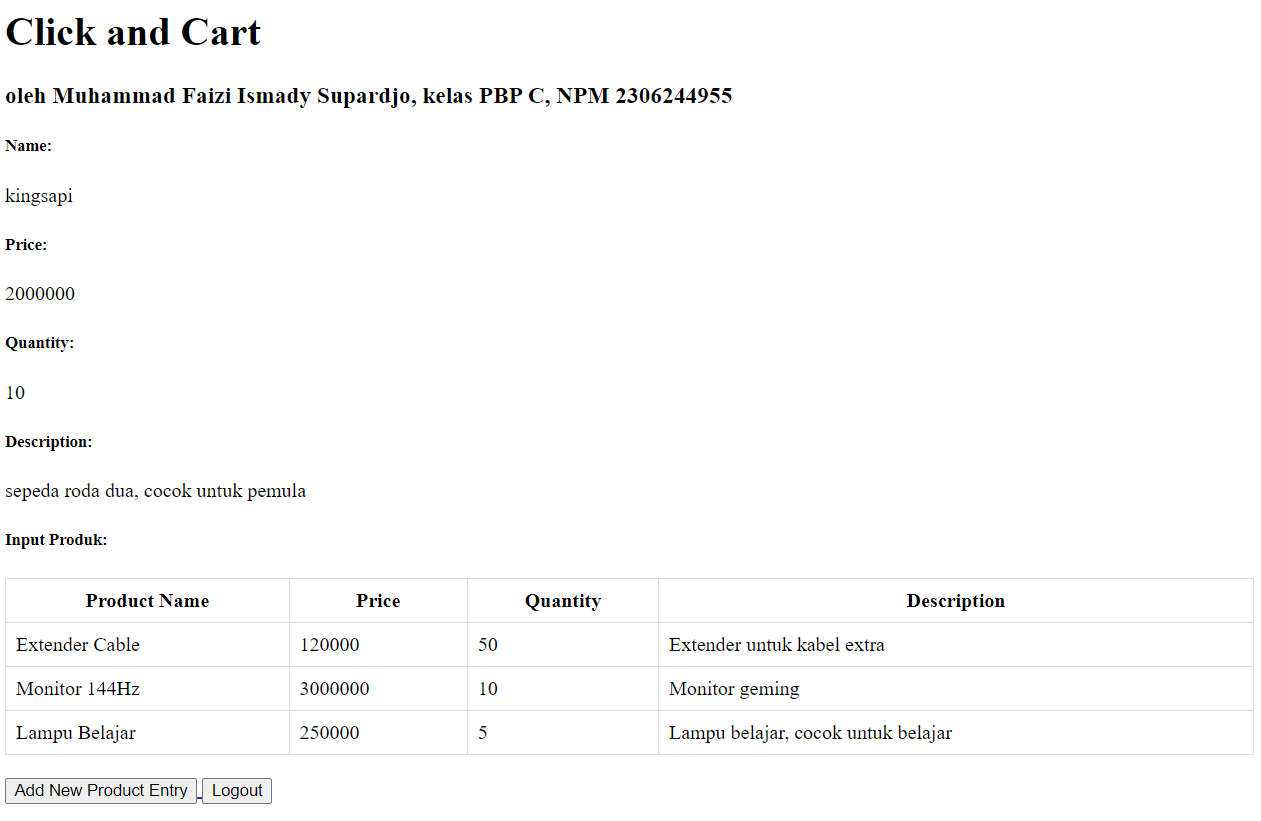 Click and Cart
oleh Muhammad Faizi Ismady Supardjo, kelas PBP C, NPM 2306244955
Name:
kingsapi
Price:
2000000
Quantity:
10
Description:
sepeda roda dua, cocok untuk pemula
Input Produk:
Product Name Price Quantity Description
Extender Cable 120000 50 Extender untuk kabel extra
Monitor 144Hz 3000000 10 Monitor geming
Lampu Belajar 250000 5 Lampu belajar, cocok untuk belajar
Add New Product Entry Logout